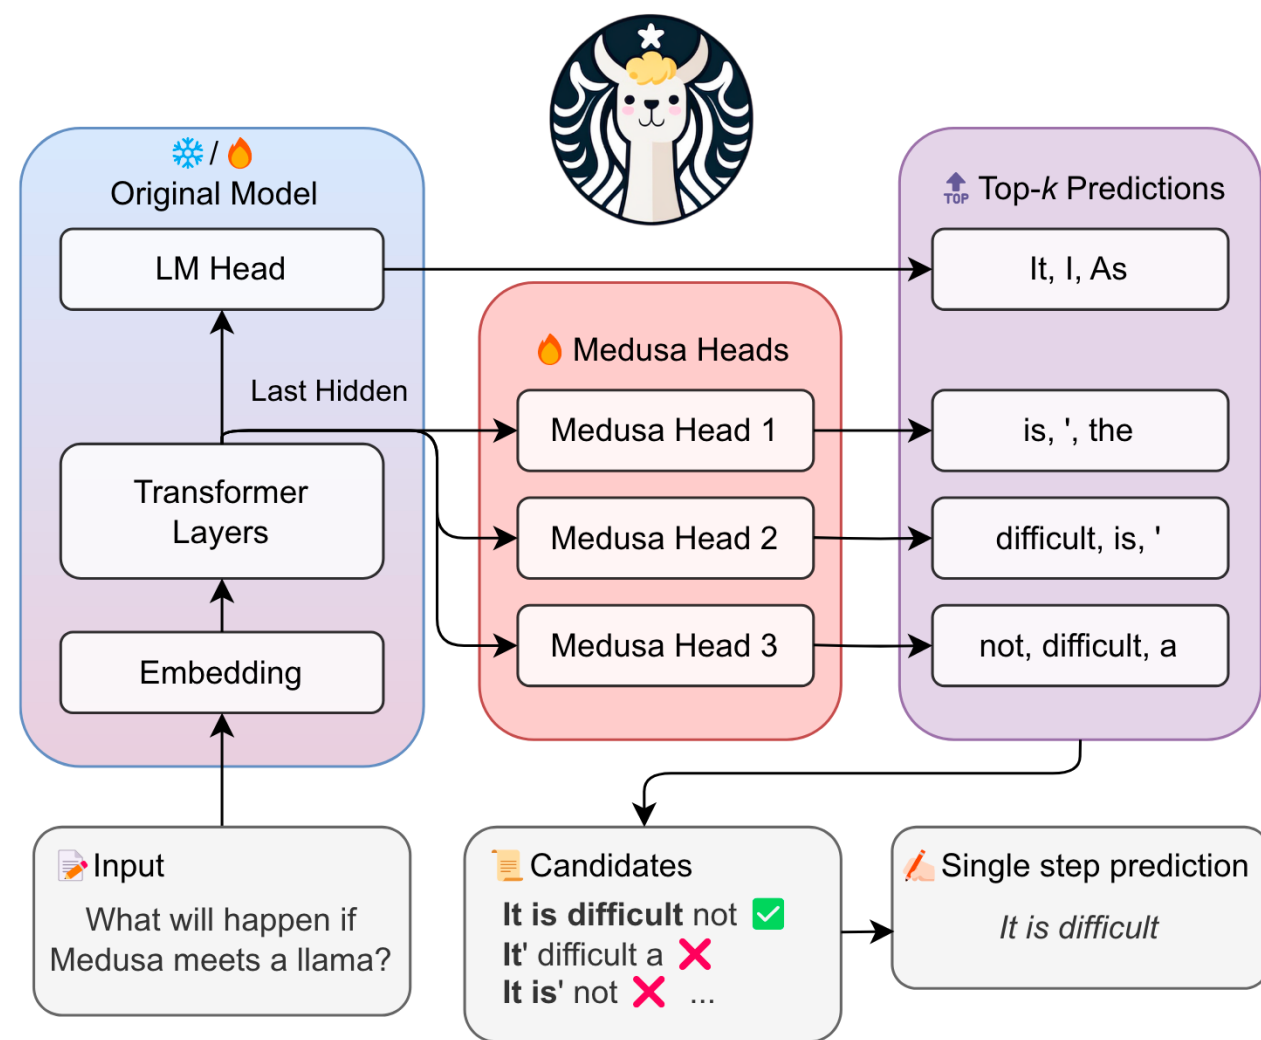 /
Original Model
LM Head
Last Hidden
Transformer
Layers
Embedding
Input
What will happen if
Medusa meets a llama?
Medusa Heads
Medusa Head 1
Medusa Head 2
Medusa Head 3
TOP
Top-k Predictions
It, I, As
is, ', the
difficult, is, '
not, difficult, a
Candidates
It is difficult not
It' difficult a
It is' not ...
Single step prediction
It is difficult